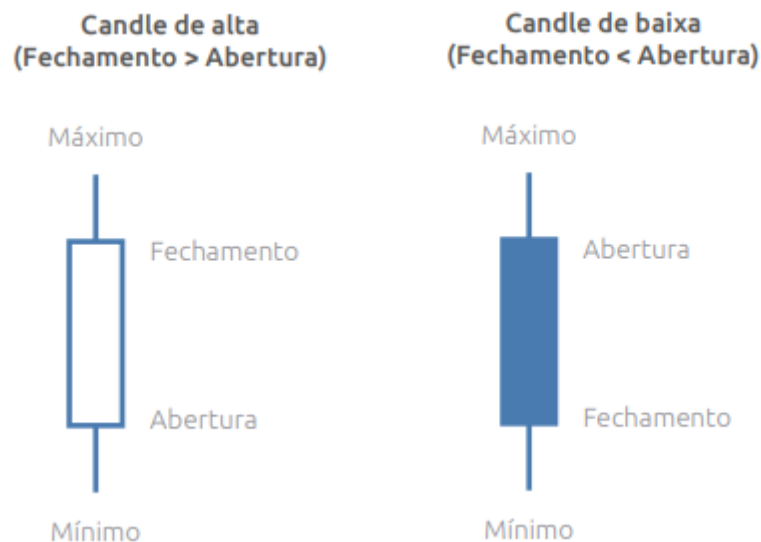 Candle de alta
(Fechamento > Abertura)
Máximo
Fechamento
Abertura
Mínimo
Candle de baixa
(Fechamento < Abertura)
Máximo
Abertura
Fechamento
Mínimo